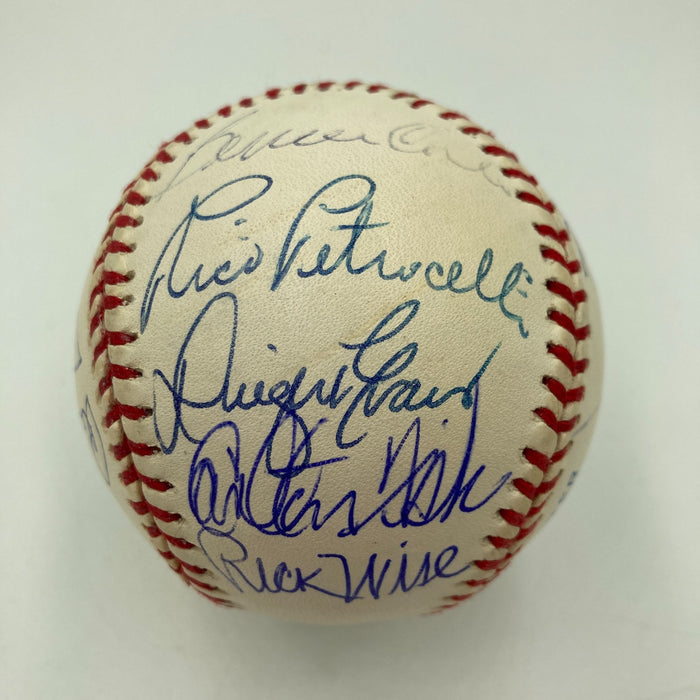 Rico Petrocelli
Dwight Evans
Carlton Fisk
Rick Wise